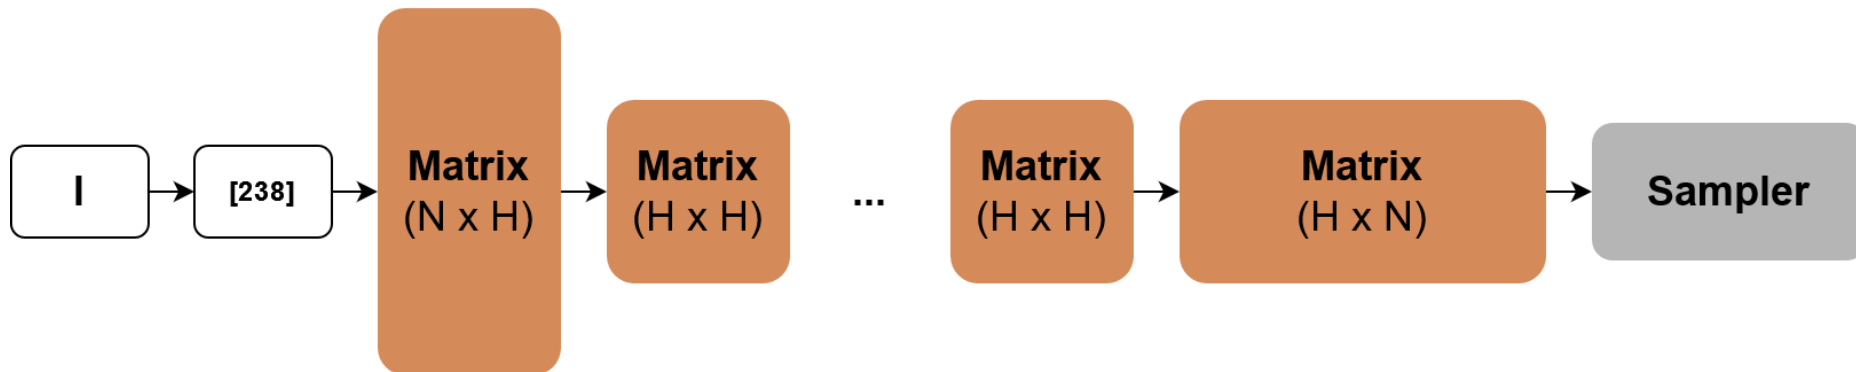 I
[238]
Matrix
(N x H)
Matrix
(H x H)
...
Matrix
(H x H)
Matrix
(H x N)
Sampler